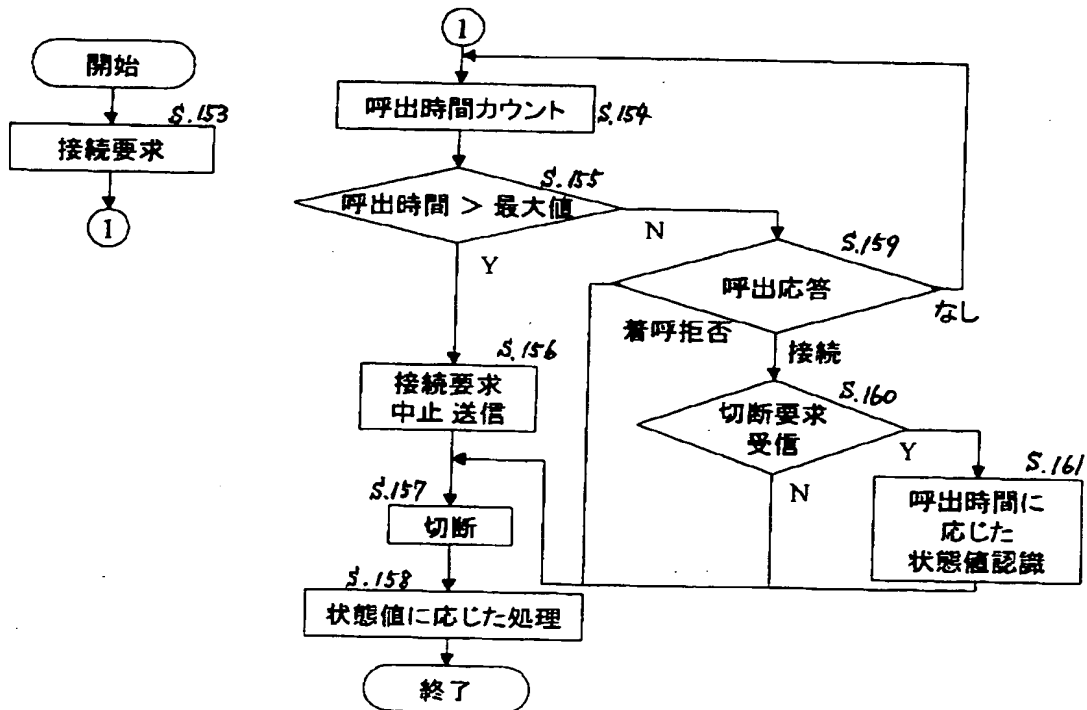 開始
S.153
接続要求
1
1
呼出時間カウント
S.154
S.155
呼出時間 > 最大値
N
Y
S.159
呼出応答
なし
着呼拒否
接続
S.156
接続要求
中止 送信
S.160
切断要求
受信
Y
N
S.161
呼出時間に
応じた
状態値認識
S.157
切断
S.158
状態値に応じた処理
終了